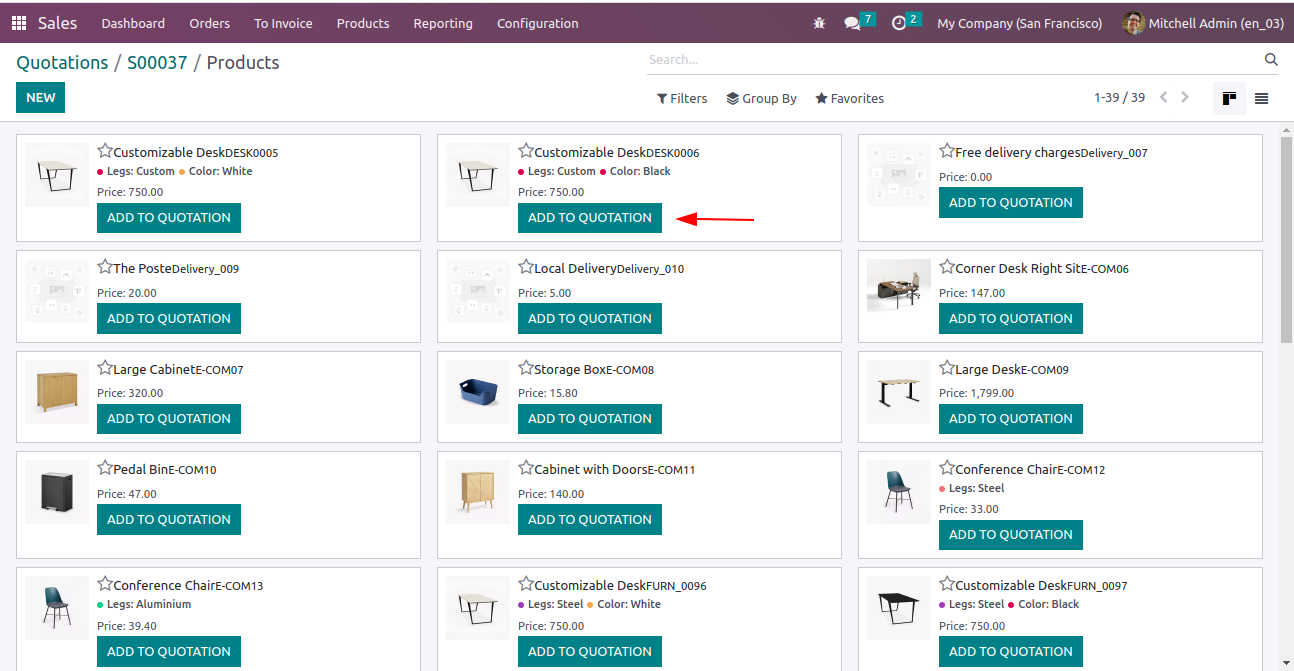 Sales Dashboard Orders To Invoice Products Reporting Configuration 7 2 My Company (San Francisco) Mitchell Admin (en_03)
Quotations / S00037 / Products
Search...
NEW
Filters Group By Favorites 1-39 / 39
Customizable DeskDESK0005
Legs: Custom Color: White
Price: 750.00
ADD TO QUOTATION
Customizable DeskDESK0006
Legs: Custom Color: Black
Price: 750.00
ADD TO QUOTATION
Free delivery chargesDelivery_007
Price: 0.00
ADD TO QUOTATION
The PosteDelivery_009
Price: 20.00
ADD TO QUOTATION
Local DeliveryDelivery_010
Price: 5.00
ADD TO QUOTATION
Corner Desk Right SitE-COM06
Price: 147.00
ADD TO QUOTATION
Large CabinetE-COM07
Price: 320.00
ADD TO QUOTATION
Storage BoxE-COM08
Price: 15.80
ADD TO QUOTATION
Large DeskE-COM09
Price: 1,799.00
ADD TO QUOTATION
Pedal BinE-COM10
Price: 47.00
ADD TO QUOTATION
Cabinet with DoorsE-COM11
Price: 140.00
ADD TO QUOTATION
Conference ChairE-COM12
Legs: Steel
Price: 33.00
ADD TO QUOTATION
Conference ChairE-COM13
Legs: Aluminium
Price: 39.40
ADD TO QUOTATION
Customizable DeskFURN_0096
Legs: Steel Color: White
Price: 750.00
ADD TO QUOTATION
Customizable DeskFURN_0097
Legs: Steel Color: Black
Price: 750.00
ADD TO QUOTATION